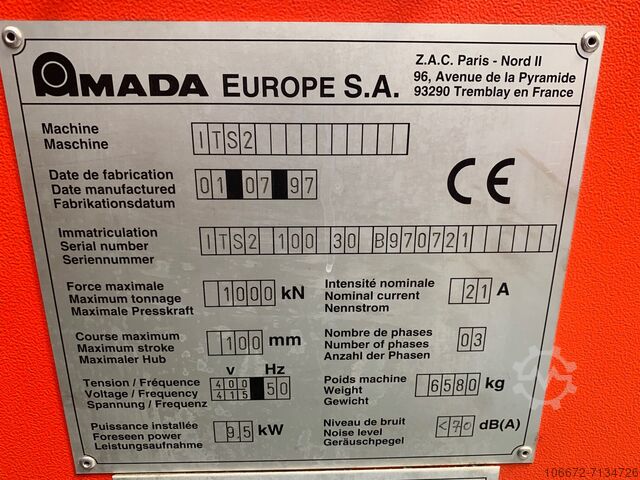 AMADA EUROPE S.A.
Z.A.C. Paris - Nord II
96, Avenue de la Pyramide
93290 Tremblay en France
Machine
Maschine
ITS2
Date de fabrication
Date manufactured
Fabrikationsdatum
01 07 97
CE
Immatriculation
Serial number
Seriennummer
ITS2 100 30 B970721
Force maximale
Maximum tonnage
Maximale Presskraft
1000 kN
Intensité nominale
Nominal current
Nennstrom
21 A
Course maximum
Maximum stroke
Maximaler Hub
100 mm
Nombre de phases
Number of phases
Anzahl der Phasen
03
Tension / Fréquence
Voltage / Frequency
Spannung / Frequenz
V Hz
400
415 50
Poids machine
Weight
Gewicht
6580 kg
Puissance installée
Foreseen power
Leistungsaufnahme
9.5 kW
Niveau de bruit
Noise level
Geräuschpegel
<70 dB(A)
106672-7134726